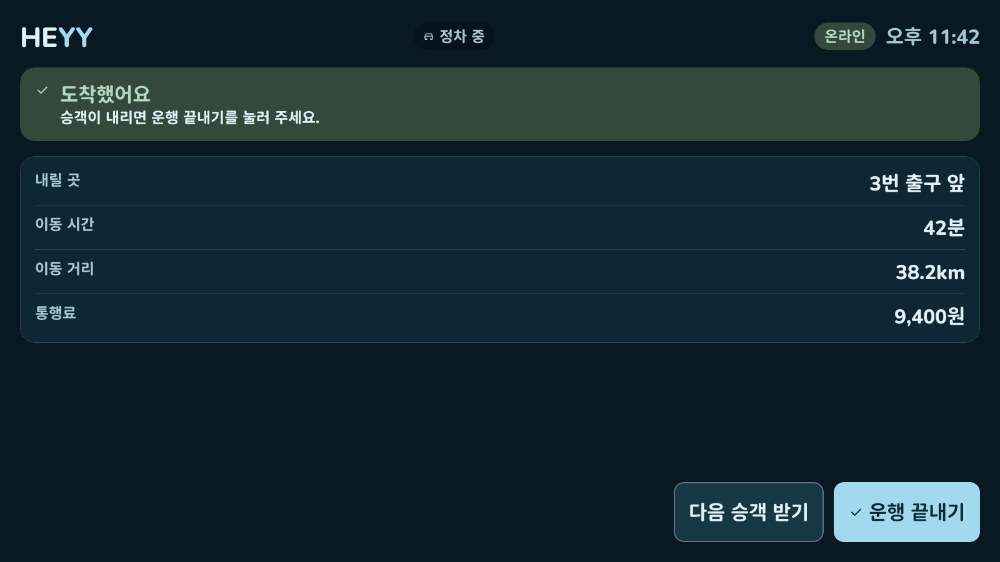 HEYY
정차 중
온라인
오후 11:42
도착했어요
승객이 내리면 운행 끝내기를 눌러 주세요.
내릴 곳
3번 출구 앞
이동 시간
42분
이동 거리
38.2km
통행료
9,400원
다음 승객 받기
운행 끝내기